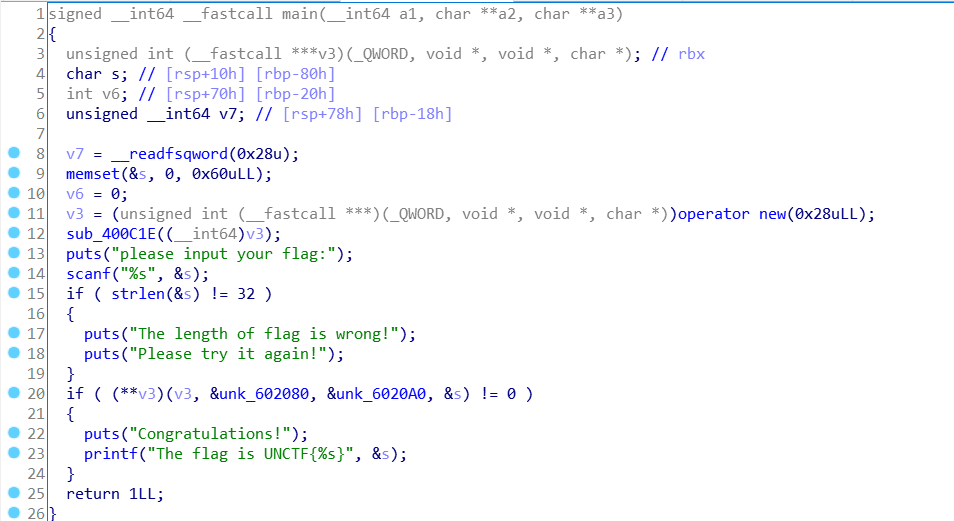 1 signed __int64 __fastcall main(__int64 a1, char **a2, char **a3)
2 {
3   unsigned int (__fastcall ***v3)(_QWORD, void *, void *, char *); // rbx
4   char s; // [rsp+10h] [rbp-80h]
5   int v6; // [rsp+70h] [rbp-20h]
6   unsigned __int64 v7; // [rsp+78h] [rbp-18h]
7
8   v7 = __readfsqword(0x28u);
9   memset(&s, 0, 0x60uLL);
10   v6 = 0;
11   v3 = (unsigned int (__fastcall ***)(_QWORD, void *, void *, char *))operator new(0x28uLL);
12   sub_400C1E((__int64)v3);
13   puts("please input your flag:");
14   scanf("%s", &s);
15   if ( strlen(&s) != 32 )
16   {
17     puts("The length of flag is wrong!");
18     puts("Please try it again!");
19   }
20   if ( (**v3)(v3, &unk_602080, &unk_6020A0, &s) != 0 )
21   {
22     puts("Congratulations!");
23     printf("The flag is UNCTF{%s}", &s);
24   }
25   return 1LL;
26 }